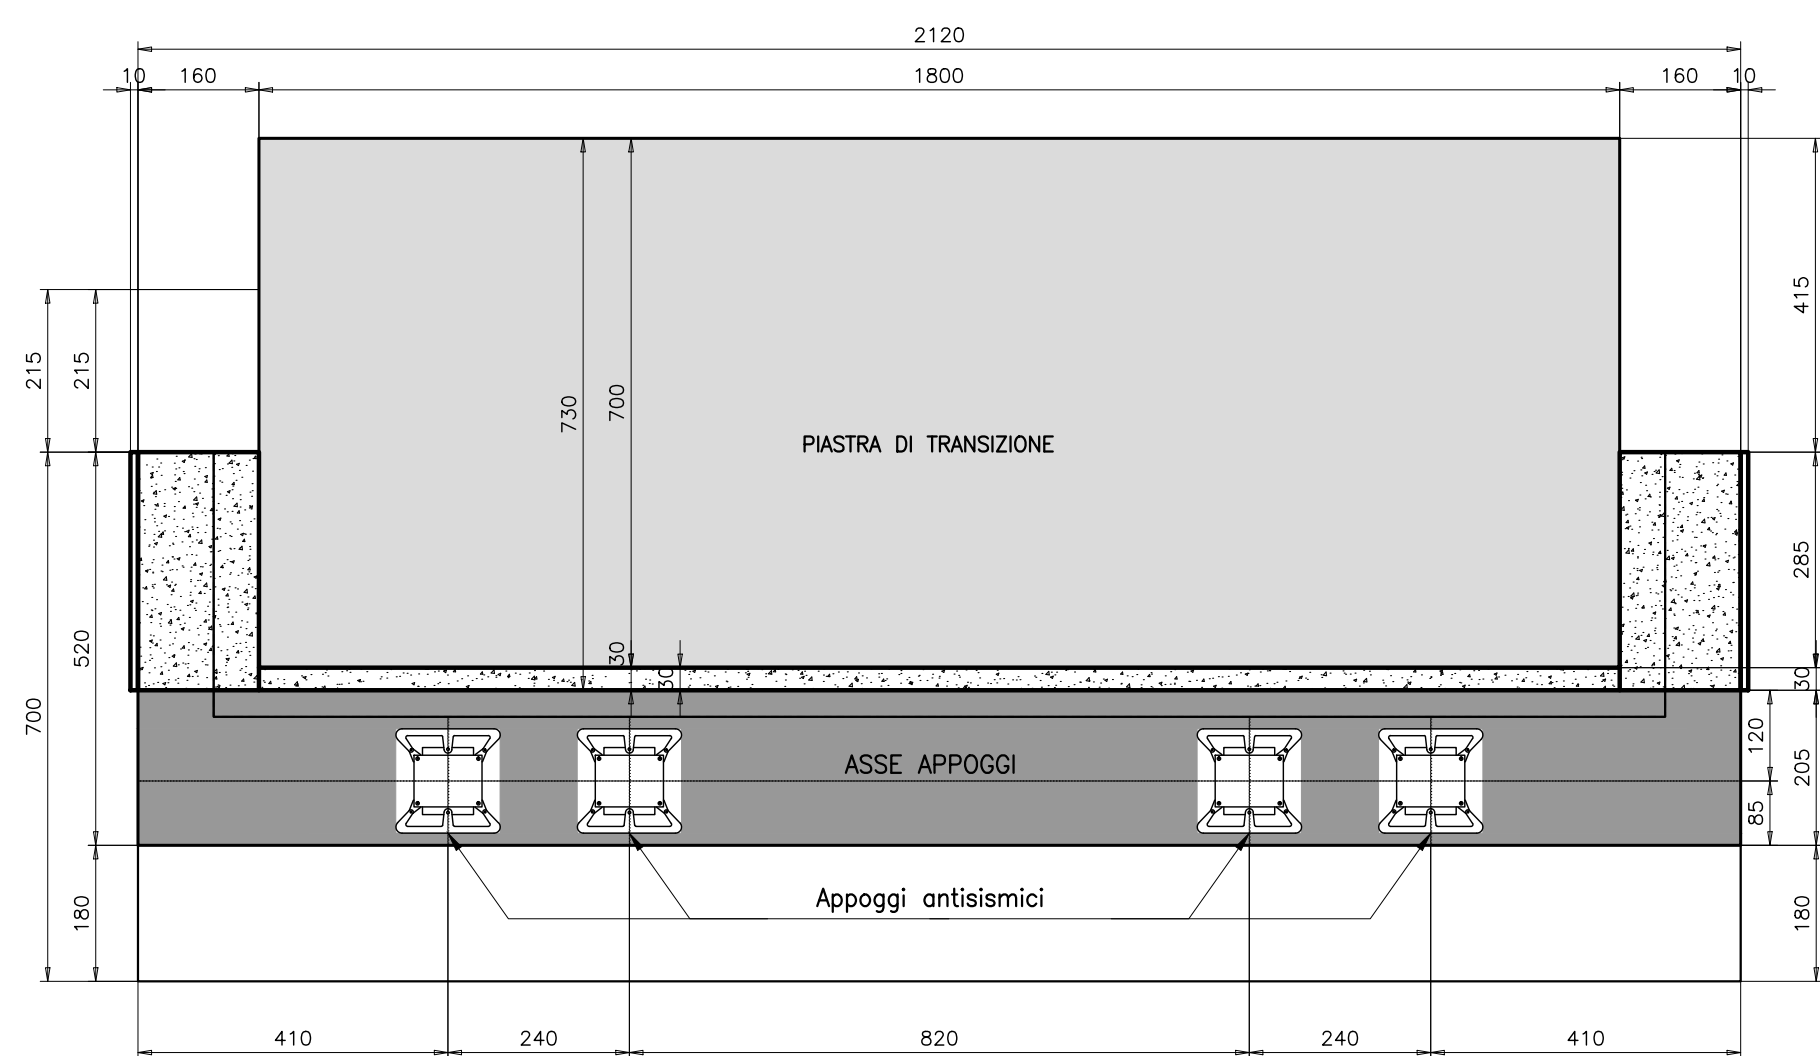 2120
10 160 1800 160 10
415
215 215
730 700
PIASTRA DI TRANSIZIONE
285
520
30 30 30
700
120
ASSE APPOGGI
205
85
Appoggi antisismici
180 180
410 240 820 240 410